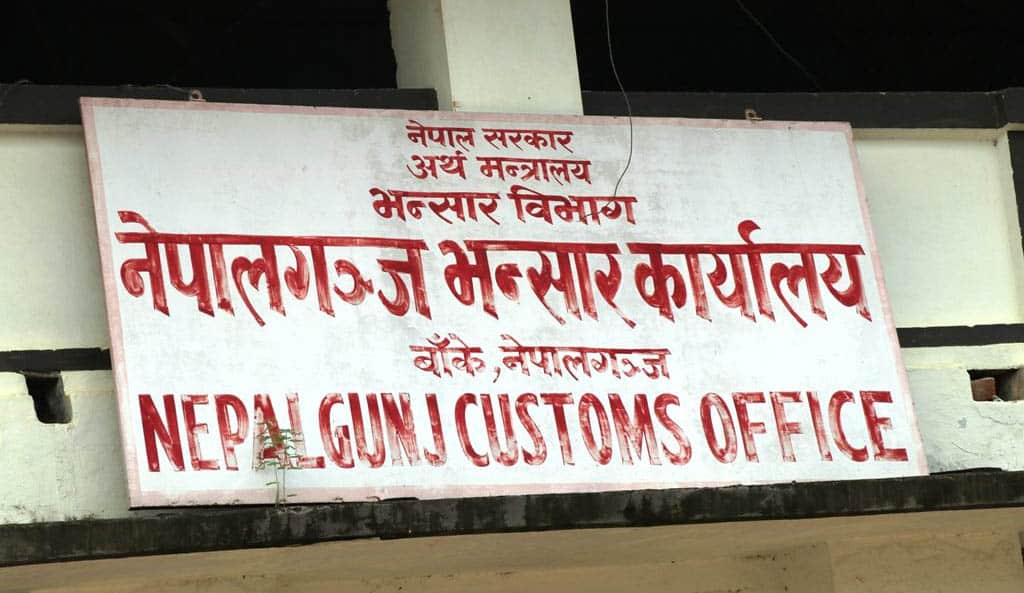 नेपाल सरकार
अर्थ मन्त्रालय
भन्सार विभाग
नेपालगञ्ज भन्सार कार्यालय
बाँके, नेपालगञ्ज
NEPALGUNJ CUSTOMS OFFICE